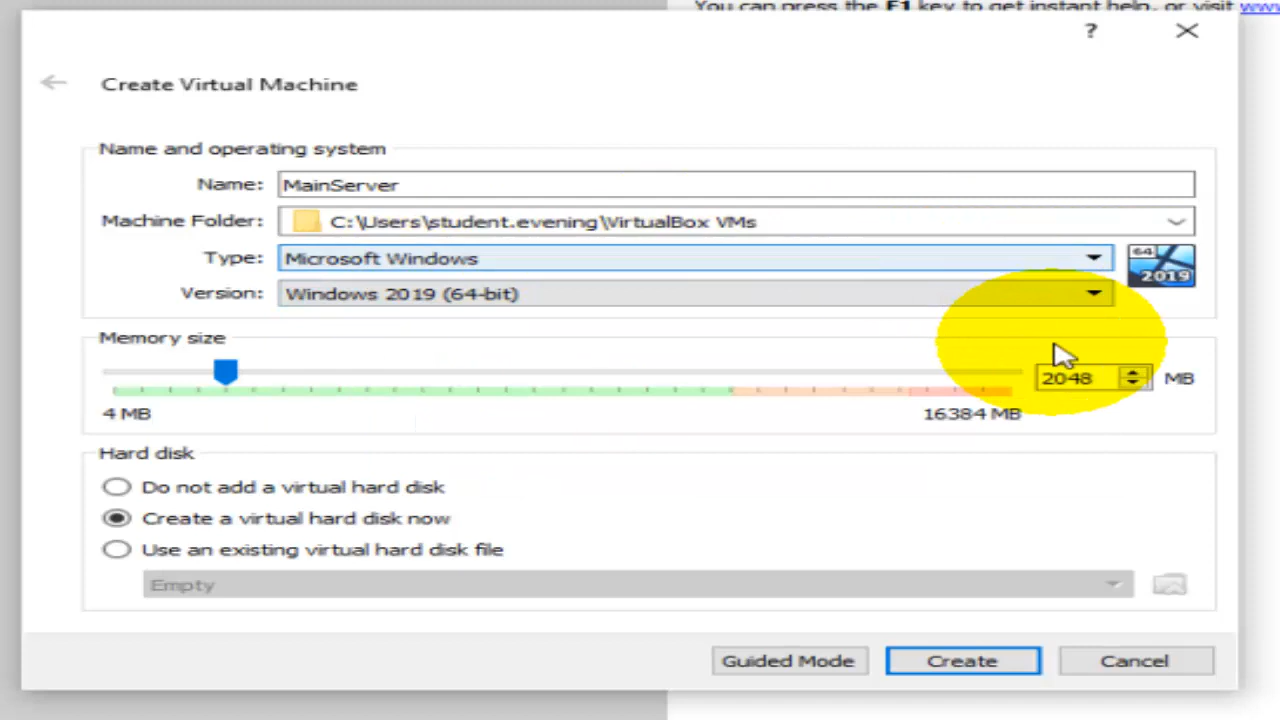 You can press the F1 key to get instant help, or visit www
?
Create Virtual Machine
Name and operating system
Name: MainServer
Machine Folder: C:\Users\student.evening\VirtualBox VMs
Type: Microsoft Windows
64
2019
Version: Windows 2019 (64-bit)
Memory size
2048 MB
4 MB 16384 MB
Hard disk
Do not add a virtual hard disk
Create a virtual hard disk now
Use an existing virtual hard disk file
Empty
Guided Mode Create Cancel